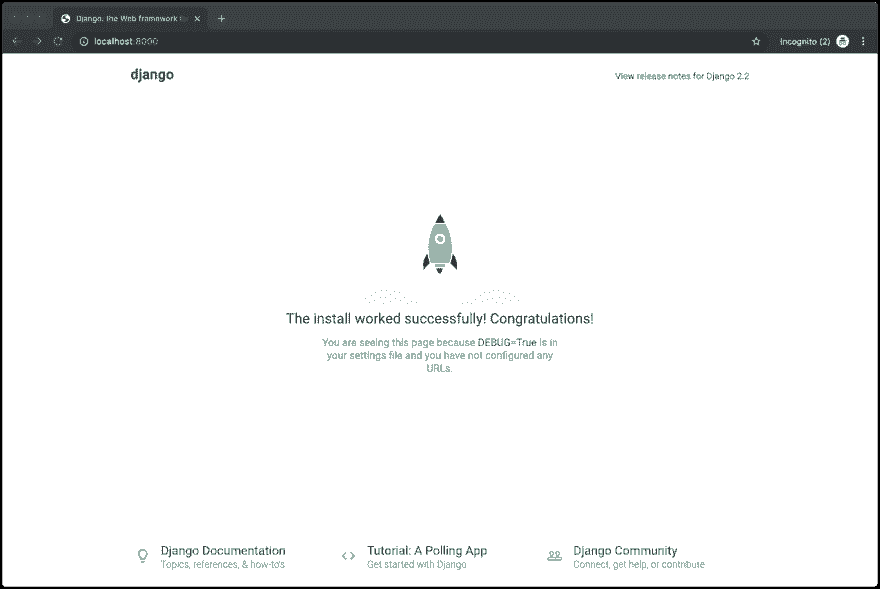 Django: the Web framework
localhost:8000
Incognito (2)
django
View release notes for Django 2.2
The install worked successfully! Congratulations!
You are seeing this page because DEBUG=True is in
your settings file and you have not configured any
URLs.
Django Documentation
Topics, references, & how-to's
Tutorial: A Polling App
Get started with Django
Django Community
Connect, get help, or contribute